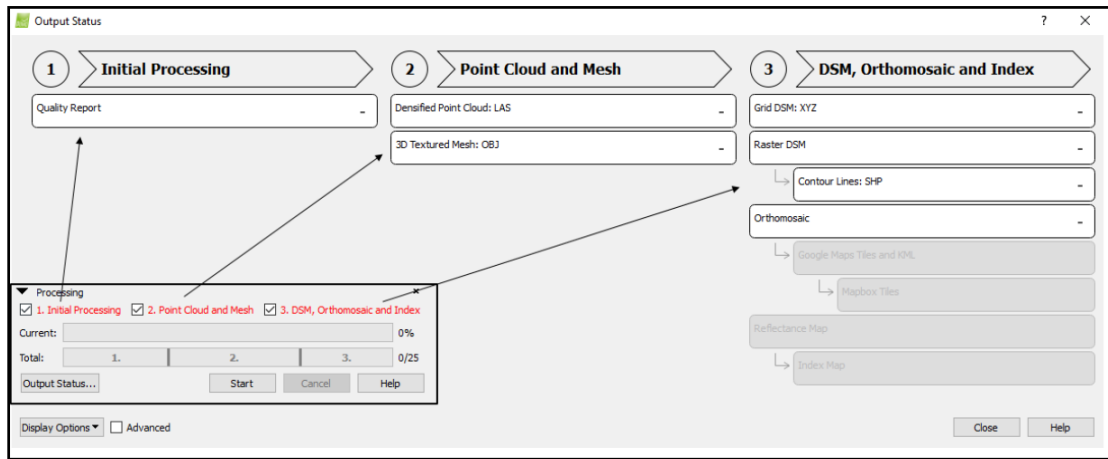 Output Status
?
1 Initial Processing
2 Point Cloud and Mesh
3 DSM, Orthomosaic and Index
Quality Report -
Densified Point Cloud: LAS -
3D Textured Mesh: OBJ -
Grid DSM: XYZ -
Raster DSM -
Contour Lines: SHP -
Orthomosaic -
Google Maps Tiles and KML
Mapbox Tiles
Reflectance Map
Index Map
Processing
1. Initial Processing 2. Point Cloud and Mesh 3. DSM, Orthomosaic and Index
Current: 0%
Total: 1. 2. 3. 0/25
Output Status... Start Cancel Help
Display Options Advanced Close Help